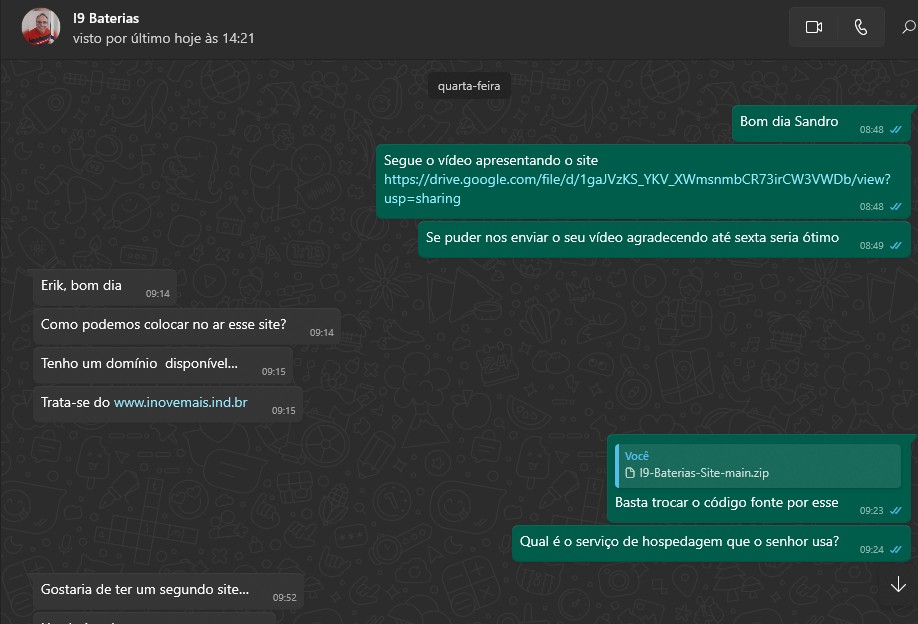 I9 Baterias
visto por último hoje às 14:21
quarta-feira
Bom dia Sandro
08:48
Segue o vídeo apresentando o site
https://drive.google.com/file/d/1gaJVzKS_YKV_XWmsnmbCR73irCW3VWDb/view?
usp=sharing
08:48
Se puder nos enviar o seu vídeo agradecendo até sexta seria ótimo
08:49
Erik, bom dia
09:14
Como podemos colocar no ar esse site?
09:14
Tenho um domínio  disponível...
09:15
Trata-se do www.inovemais.ind.br
09:15
Você
I9-Baterias-Site-main.zip
Basta trocar o código fonte por esse
09:23
Qual é o serviço de hospedagem que o senhor usa?
09:24
Gostaria de ter um segundo site...
09:52